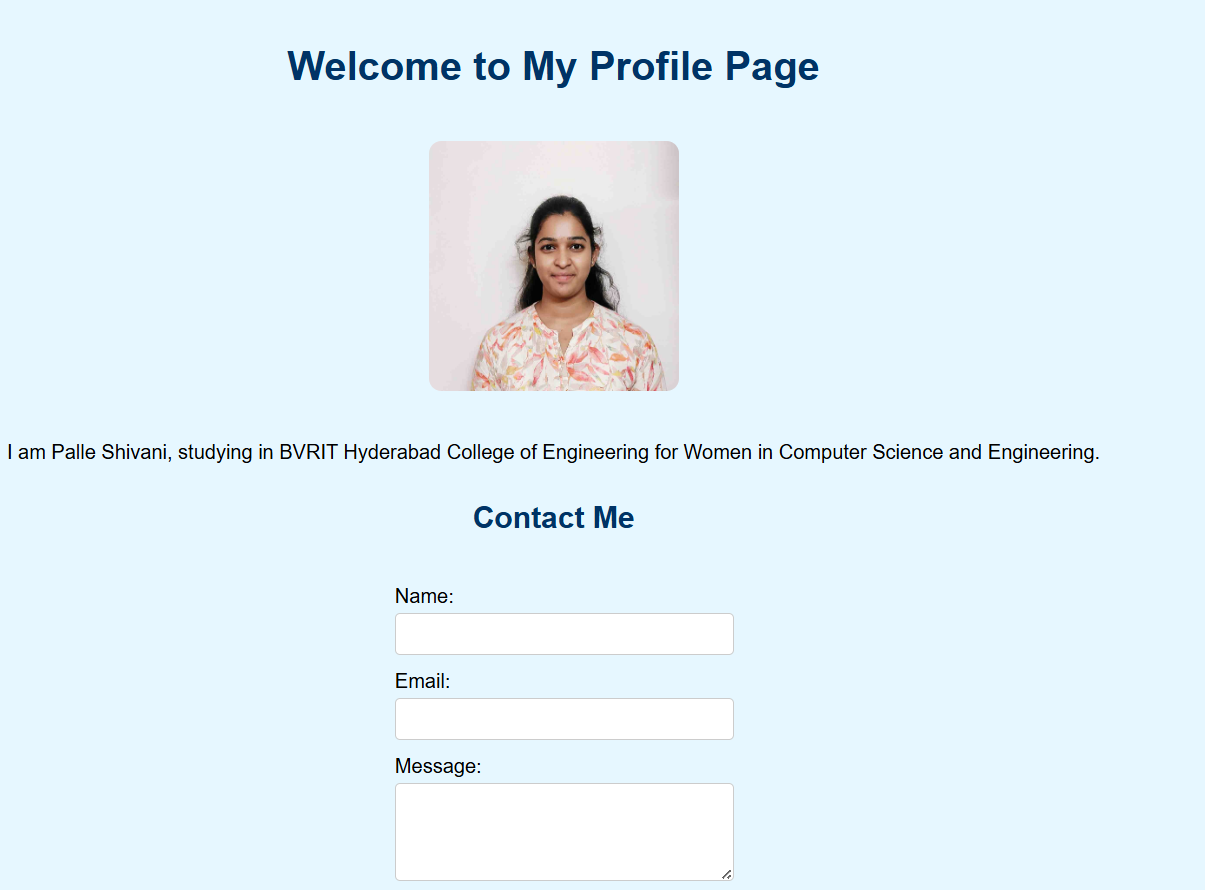 Welcome to My Profile Page
I am Palle Shivani, studying in BVRIT Hyderabad College of Engineering for Women in Computer Science and Engineering.
Contact Me
Name:
Email:
Message: